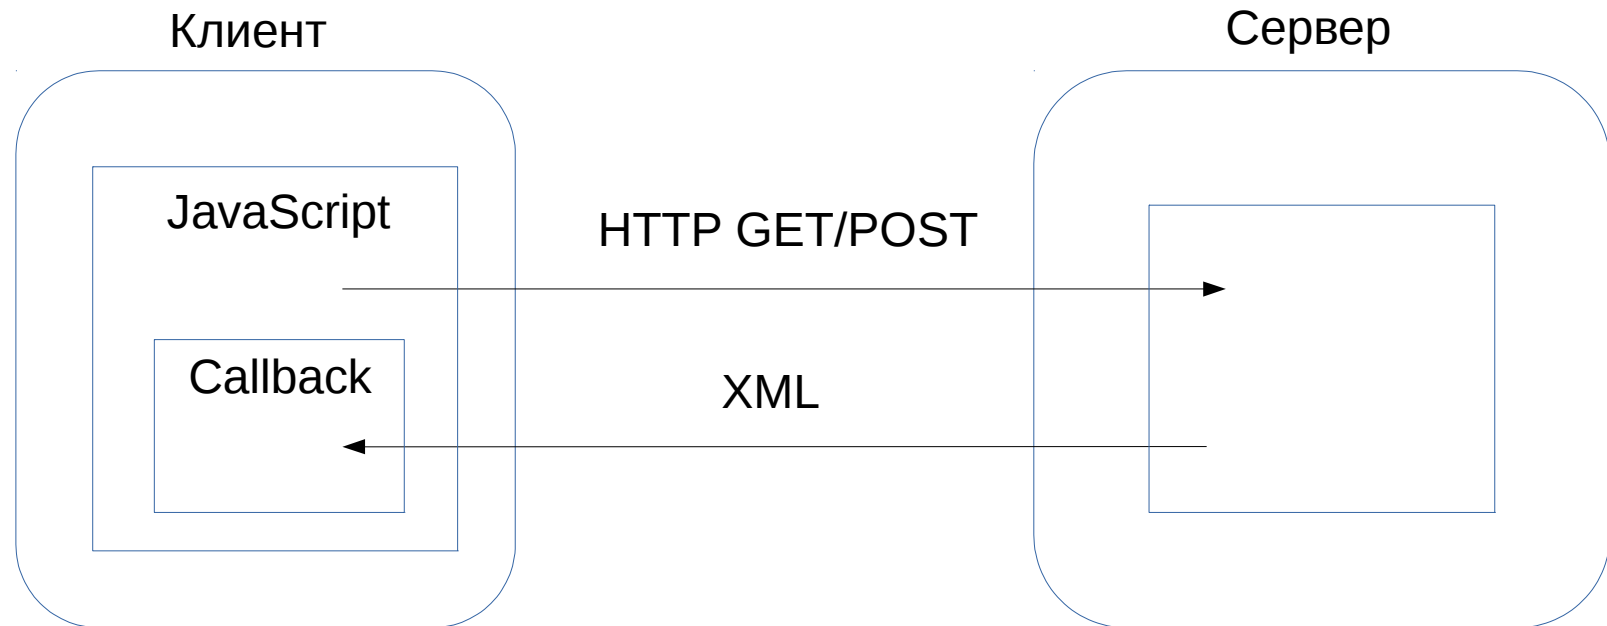 Клиент
Сервер
JavaScript
HTTP GET/POST
Callback
XML